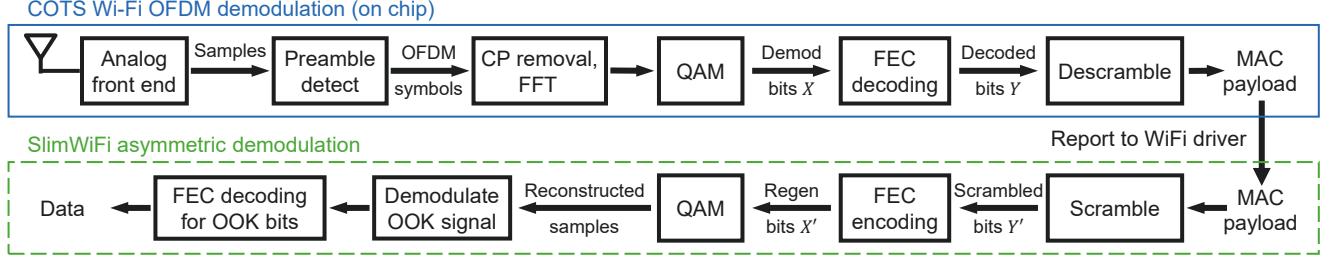 COTS Wi-Fi OFDM demodulation (on chip)
Analog
front end
Samples
Preamble
detect
OFDM
symbols
CP removal,
FFT
QAM
Demod
bits X
FEC
decoding
Decoded
bits Y
Descramble
MAC
payload
Report to WiFi driver
SlimWiFi asymmetric demodulation
Data
FEC decoding
for OOK bits
Demodulate
OOK signal
Reconstructed
samples
QAM
Regen
bits X′
FEC
encoding
Scrambled
bits Y′
Scramble
MAC
payload